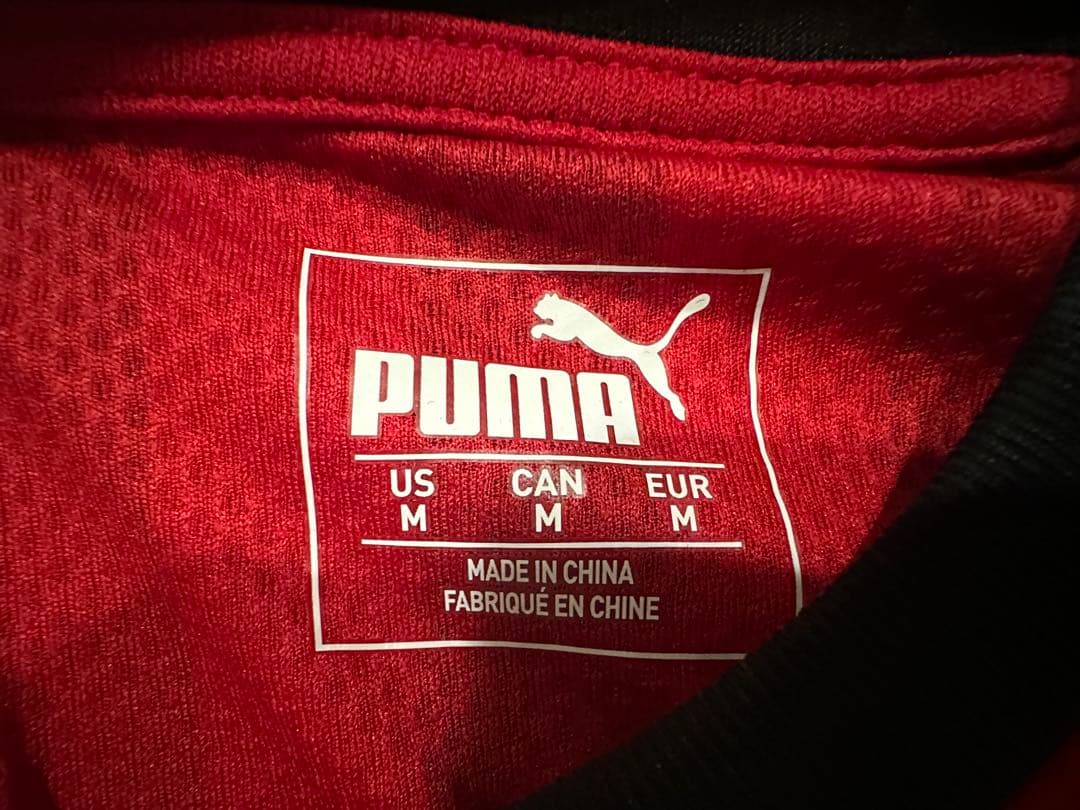 PUMA
US CAN EUR
M M M
MADE IN CHINA
FABRIQUÉ EN CHINE